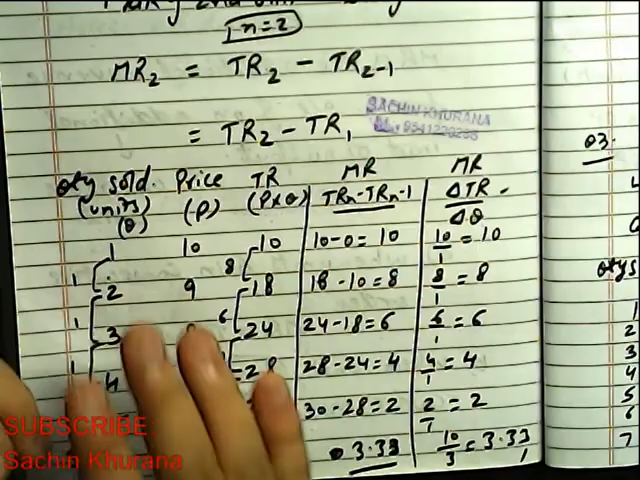 n=2
MR2 = TR2 - TR2-1
= TR2 - TR1
SACHIN KHURANA
Qty sold. Price TR MR MR
(units) (P) (PxQ) TRn-TRn-1 ΔTR
(Q) ΔQ
1 10 10 10-0=10 10/1 = 10
1 8
2 9 18 18-10=8 8/1 = 8
1 6
3 24 24-18=6 6/1 = 6
1
4 =28 28-24=4 4/1 = 4
30-28=2 2/1 = 2
3.33 10/3 = 3.33
Q3.
Qty
1
2
3
4
5
6
7
SUBSCRIBE
Sachin Khurana